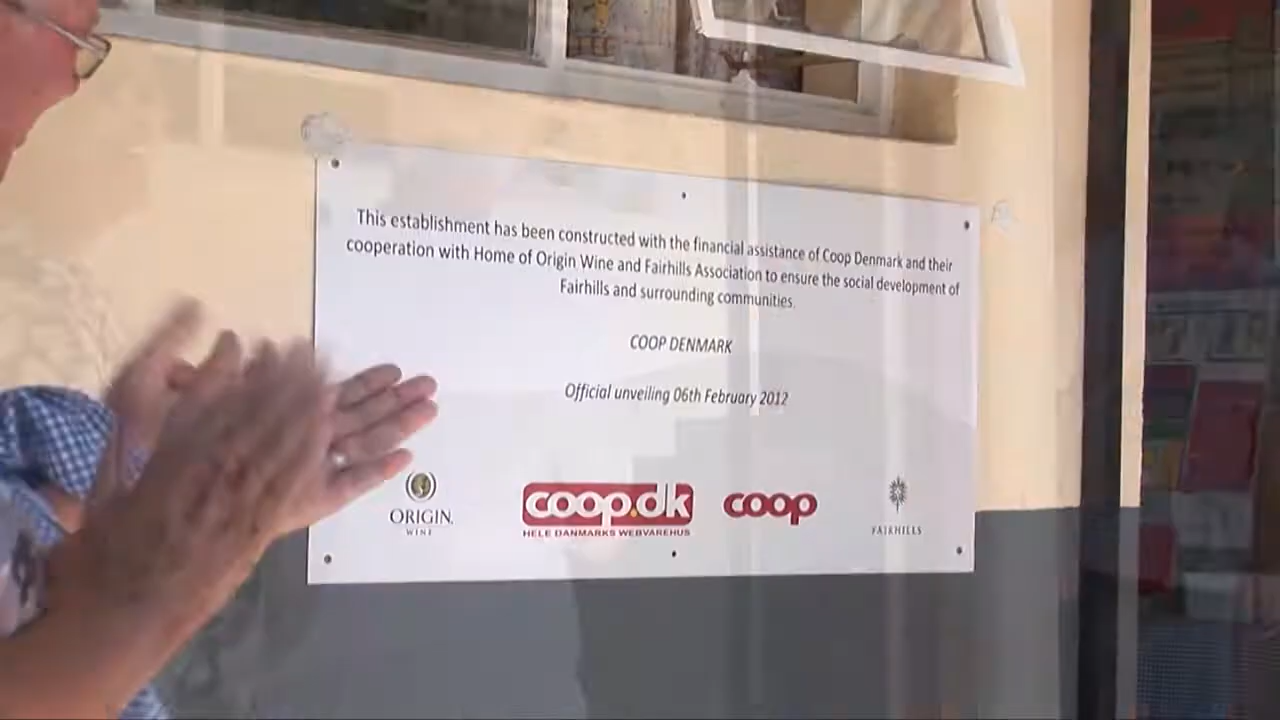 This establishment has been constructed with the financial assistance of Coop Denmark and their
cooperation with Home of Origin Wine and Fairhills Association to ensure the social development of
Fairhills and surrounding communities.
COOP DENMARK
Official unveiling 06th February 2012
ORIGIN
WINE
coop.dk
HELE DANMARKS WEBVAREHUS
coop
FAIRHILLS